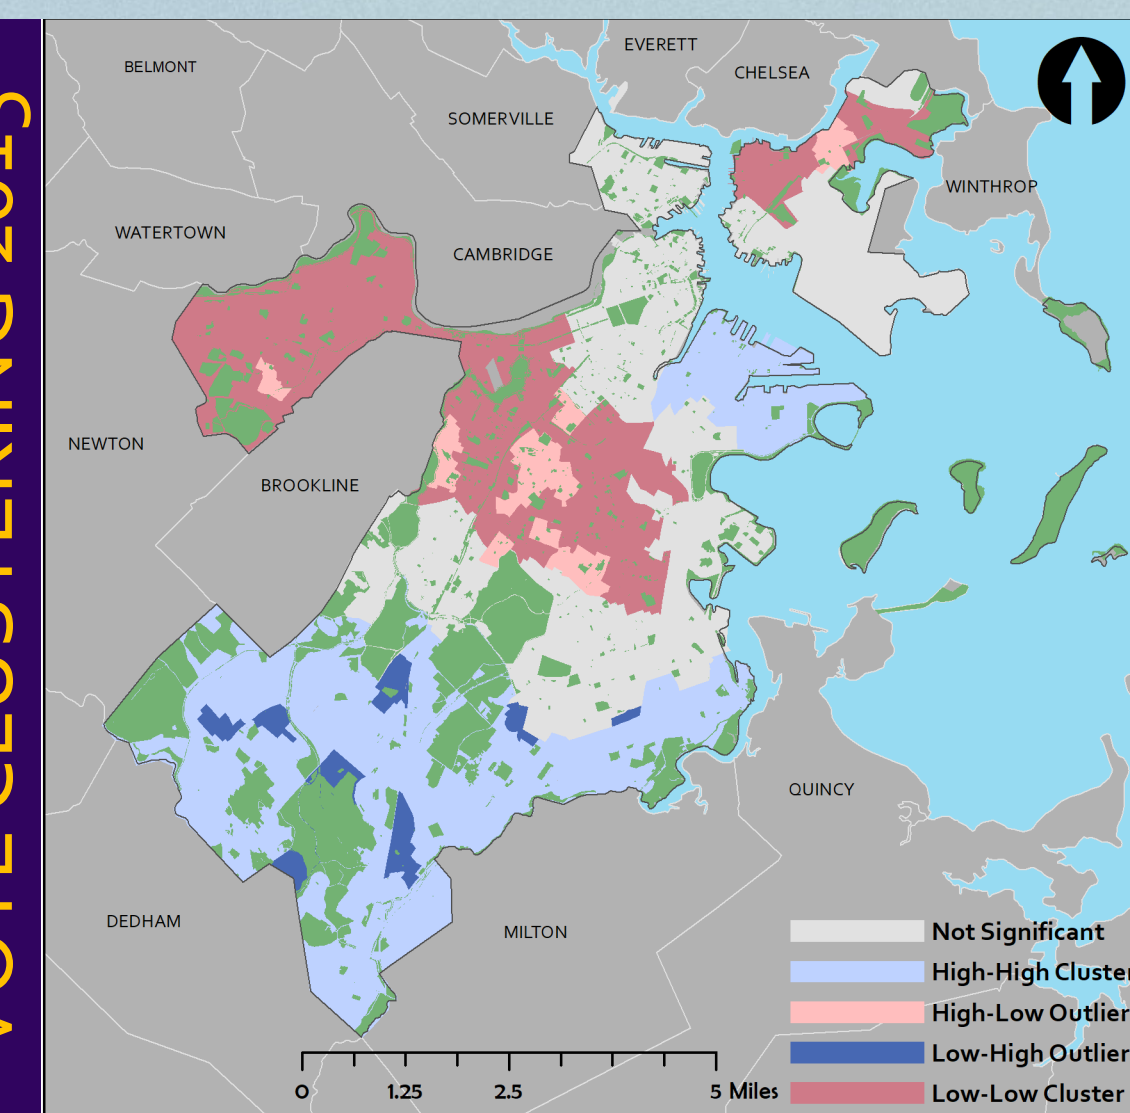 EVERETT
BELMONT
CHELSEA
SOMERVILLE
WINTHROP
WATERTOWN
CAMBRIDGE
NEWTON
BROOKLINE
QUINCY
DEDHAM
MILTON
Not Significant
High-High Cluster
High-Low Outlier
Low-High Outlier
Low-Low Cluster
0 1.25 2.5 5 Miles